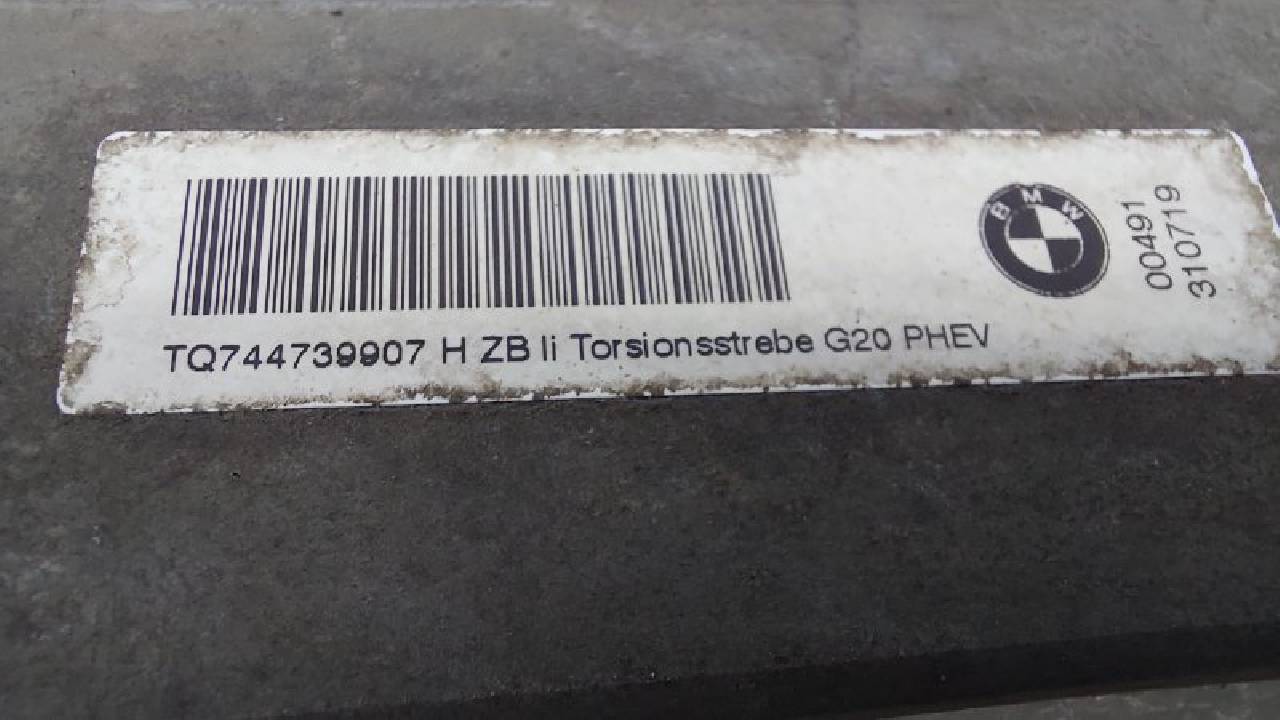 TQ744739907 H ZB li Torsionsstrebe G20 PHEV
BMW
00491
310719